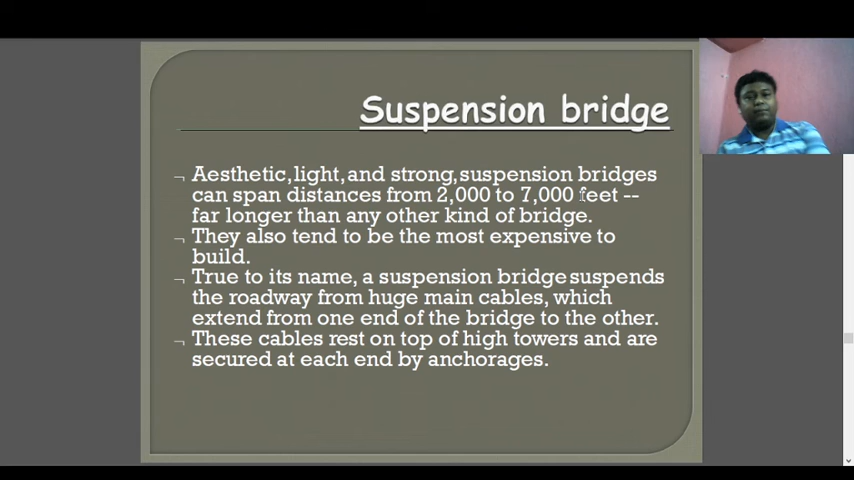 Suspension bridge
¬ Aesthetic, light, and strong, suspension bridges
can span distances from 2,000 to 7,000 feet --
far longer than any other kind of bridge.
¬ They also tend to be the most expensive to
build.
¬ True to its name, a suspension bridge suspends
the roadway from huge main cables, which
extend from one end of the bridge to the other.
¬ These cables rest on top of high towers and are
secured at each end by anchorages.